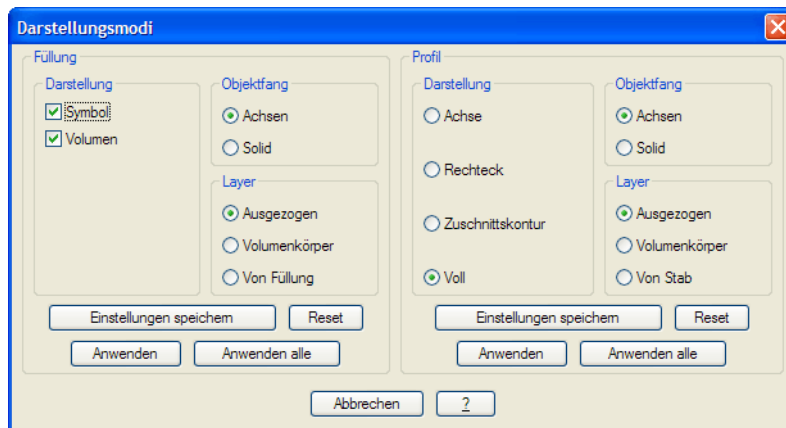 Darstellungsmodi
Füllung
Darstellung
Symbol
Volumen
Objektfang
Achsen
Solid
Layer
Ausgezogen
Volumenkörper
Von Füllung
Einstellungen speichern
Reset
Anwenden
Anwenden alle
Profil
Darstellung
Achse
Rechteck
Zuschnittskontur
Voll
Objektfang
Achsen
Solid
Layer
Ausgezogen
Volumenkörper
Von Stab
Einstellungen speichern
Reset
Anwenden
Anwenden alle
Abbrechen
?